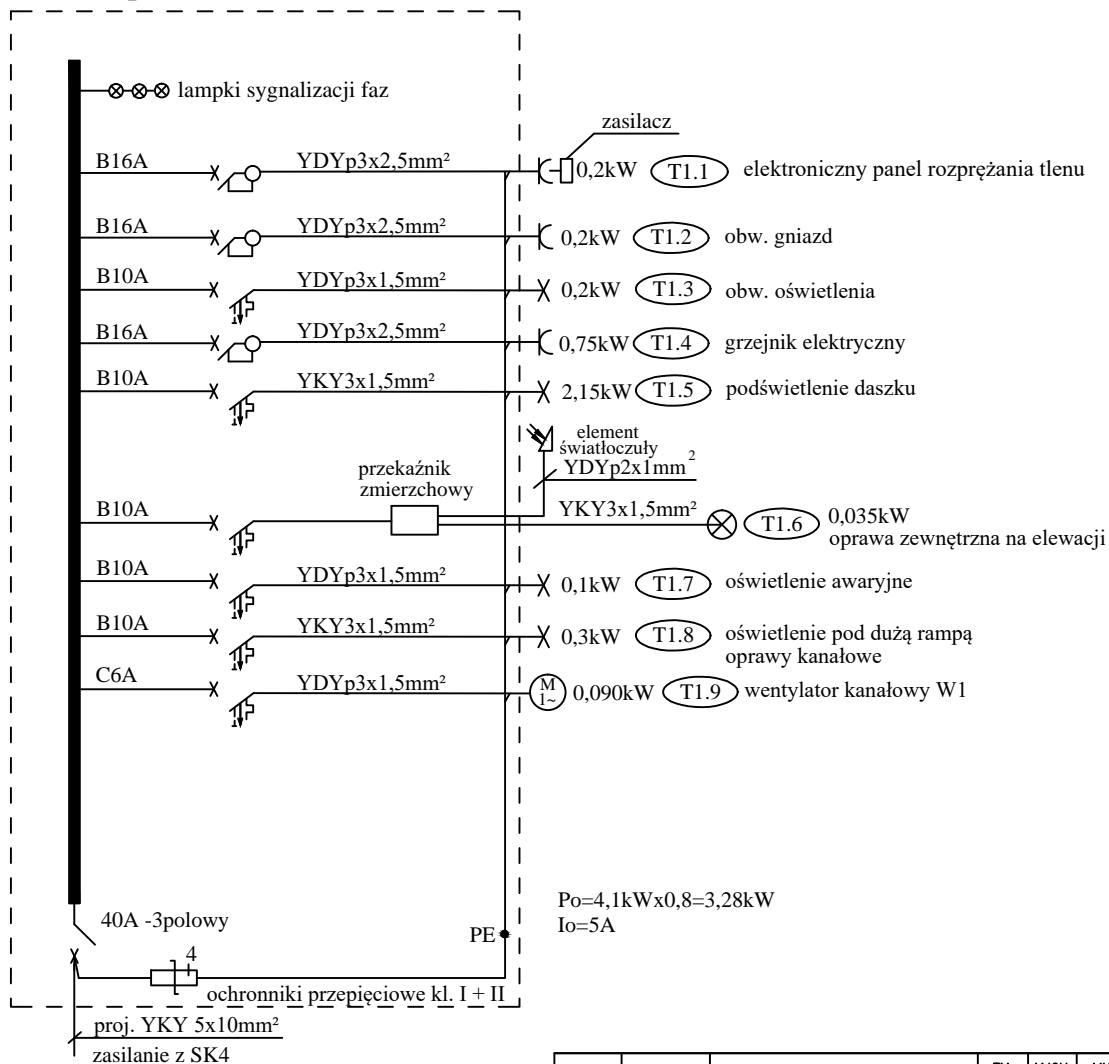 lampki sygnalizacji faz
zasilacz
B16A YDYp3x2,5mm² 0,2kW T1.1 elektroniczny panel rozprężania tlenu
B16A YDYp3x2,5mm² 0,2kW T1.2 obw. gniazd
B10A YDYp3x1,5mm² 0,2kW T1.3 obw. oświetlenia
B16A YDYp3x2,5mm² 0,75kW T1.4 grzejnik elektryczny
B10A YKY3x1,5mm² 2,15kW T1.5 podświetlenie daszku
element
światłoczuły
YDYp2x1mm²
przekaźnik
zmierzchowy
B10A YKY3x1,5mm² T1.6 0,035kW
oprawa zewnętrzna na elewacji
B10A YDYp3x1,5mm² 0,1kW T1.7 oświetlenie awaryjne
B10A YKY3x1,5mm² 0,3kW T1.8 oświetlenie pod dużą rampą
oprawy kanałowe
C6A YDYp3x1,5mm² M 1~ 0,090kW T1.9 wentylator kanałowy W1
Po=4,1kWx0,8=3,28kW
Io=5A
40A -3polowy
PE
4
ochronniki przepięciowe kl. I + II
proj. YKY 5x10mm²
zasilanie z SK4